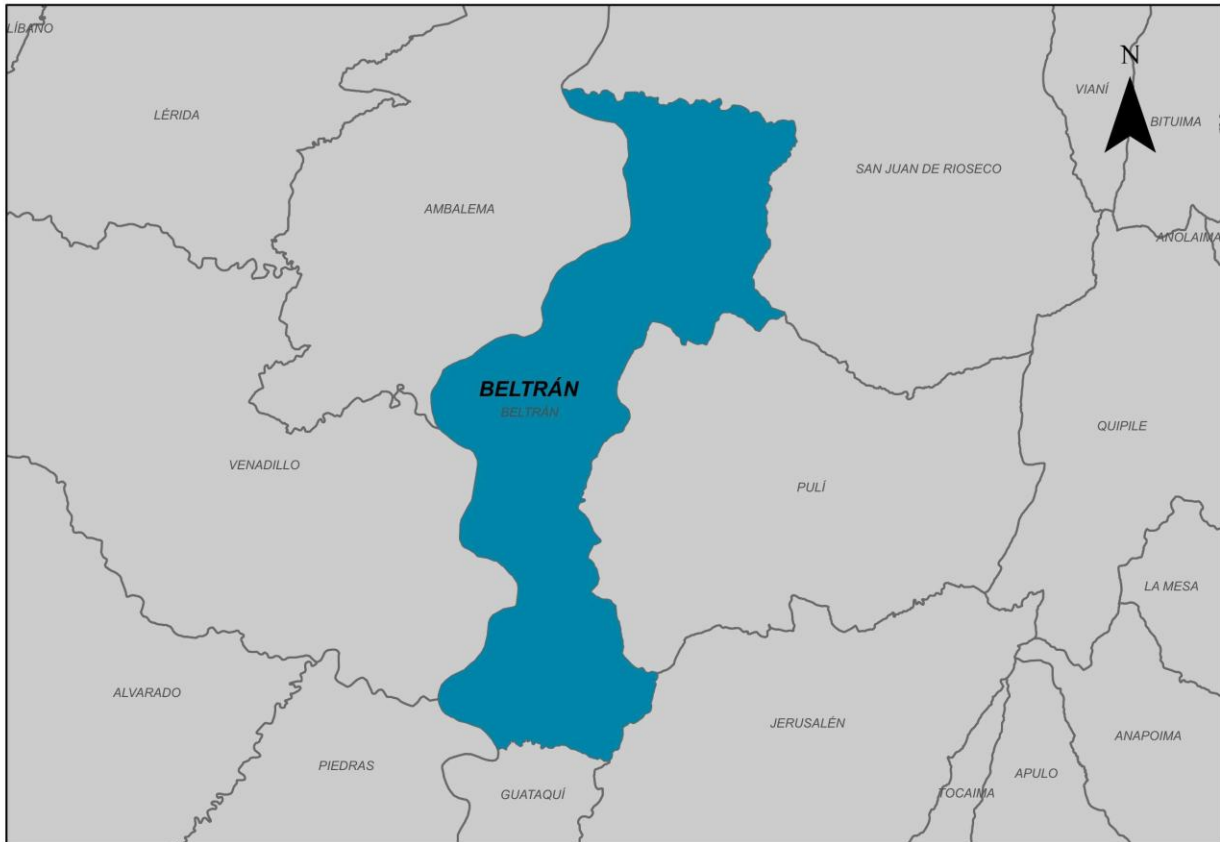 LÍBANO
N
VIANÍ
LÉRIDA
BITUIMA
SAN JUAN DE RIOSECO
AMBALEMA
ANOLAIMA
BELTRÁN
BELTRÁN
QUIPILE
VENADILLO
PULÍ
LA MESA
ALVARADO
JERUSALÉN
ANAPOIMA
PIEDRAS
APULO
GUATAQUÍ
TOCAIMA